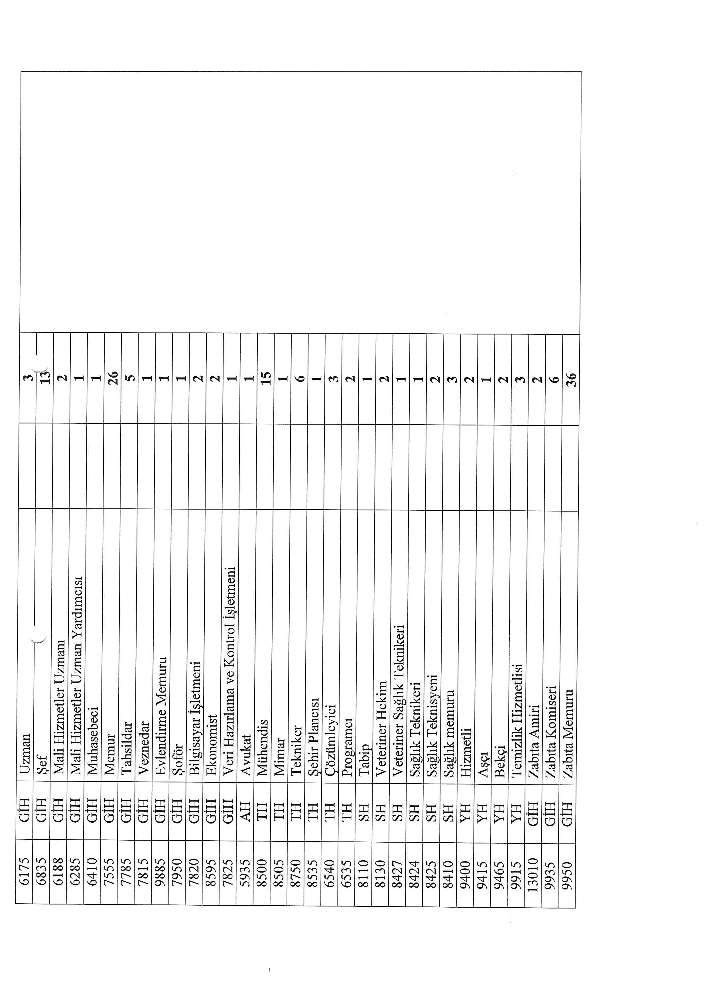 6175 GİH Uzman 3
6835 GİH Şef 13
6188 GİH Mali Hizmetler Uzmanı 2
6285 GİH Mali Hizmetler Uzman Yardımcısı 1
6410 GİH Muhasebeci 1
7555 GİH Memur 26
7785 GİH Tahsildar 5
7815 GİH Veznedar 1
9885 GİH Evlendirme Memuru 1
7950 GİH Şoför 1
7820 GİH Bilgisayar İşletmeni 2
8595 GİH Ekonomist 2
7825 GİH Veri Hazırlama ve Kontrol İşletmeni 1
5935 AH Avukat 1
8500 TH Mühendis 15
8505 TH Mimar 1
8750 TH Tekniker 6
8535 TH Şehir Plancısı 1
6540 TH Çözümleyici 3
6535 TH Programcı 2
8110 SH Tabip 1
8130 SH Veteriner Hekim 2
8427 SH Veteriner Sağlık Teknikeri 1
8424 SH Sağlık Teknikeri 1
8425 SH Sağlık Teknisyeni 2
8410 SH Sağlık memuru 3
9400 YH Hizmetli 2
9415 YH Aşçı 1
9465 YH Bekçi 2
9915 YH Temizlik Hizmetlisi 3
13010 GİH Zabıta Amiri 2
9935 GİH Zabıta Komiseri 6
9950 GİH Zabıta Memuru 36